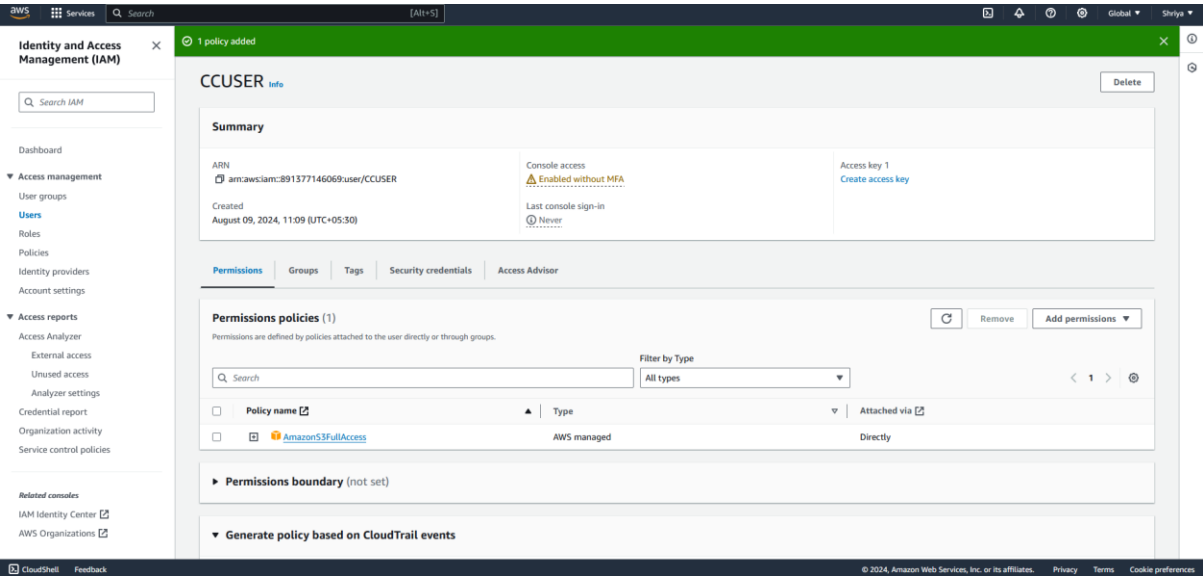 aws Services Search [Alt+S] Global Shriya
Identity and Access
Management (IAM)
Search IAM
Dashboard
Access management
User groups
Users
Roles
Policies
Identity providers
Account settings
Access reports
Access Analyzer
External access
Unused access
Analyzer settings
Credential report
Organization activity
Service control policies
Related consoles
IAM Identity Center
AWS Organizations
1 policy added
CCUSER Info
Delete
Summary
ARN
arn:aws:iam::891377146069:user/CCUSER
Created
August 09, 2024, 11:09 (UTC+05:30)
Console access
Enabled without MFA
Last console sign-in
Never
Access key 1
Create access key
Permissions Groups Tags Security credentials Access Advisor
Permissions policies (1)
Permissions are defined by policies attached to the user directly or through groups.
Remove Add permissions
Filter by Type
Search All types 1
Policy name Type Attached via
AmazonS3FullAccess AWS managed Directly
Permissions boundary (not set)
Generate policy based on CloudTrail events
CloudShell Feedback © 2024, Amazon Web Services, Inc. or its affiliates. Privacy Terms Cookie preferences